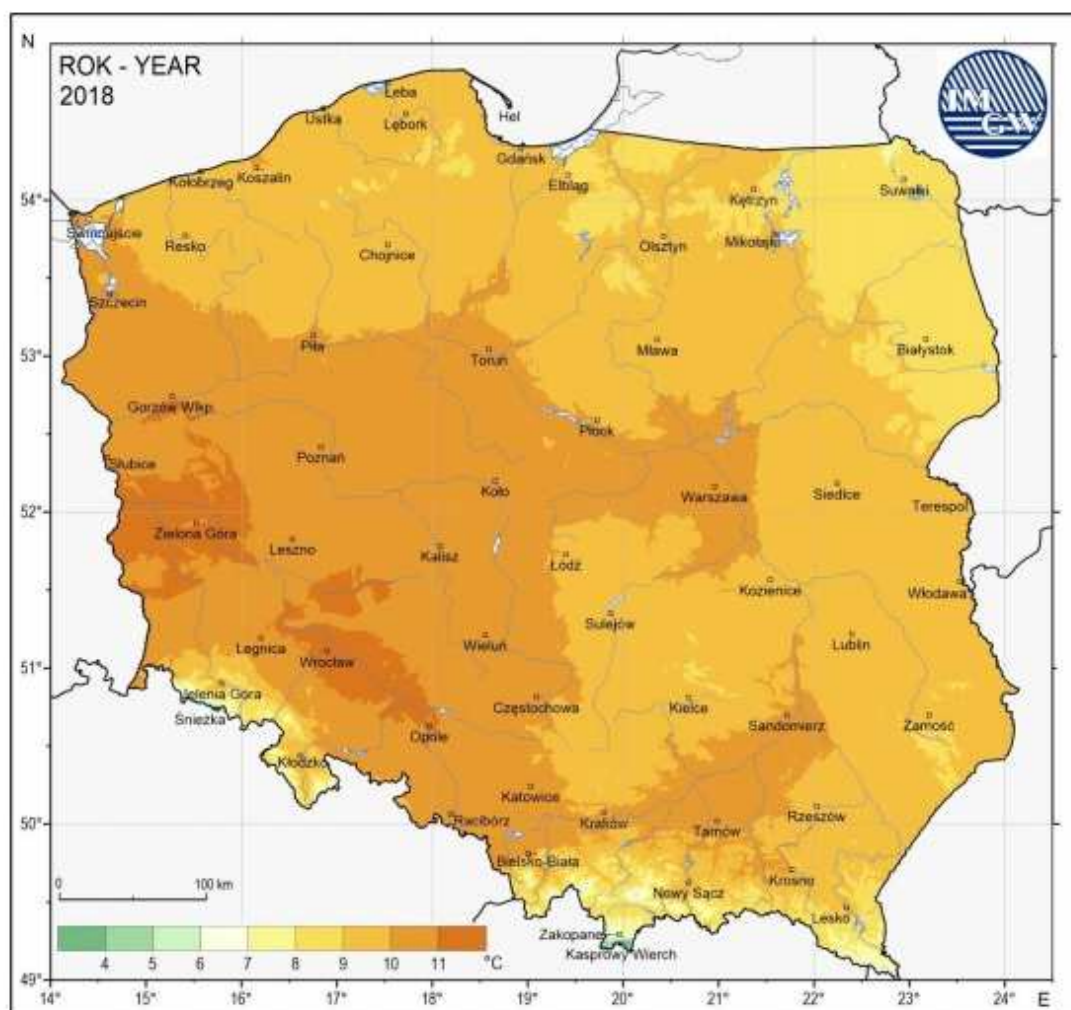 N
ROK - YEAR
2018
IM
GW
Łeba
Ustka
Lębork
Hel
Gdańsk
Kołobrzeg
Koszalin
Elbląg
Kętrzyn
Suwałki
54°
Świnoujście
Resko
Chojnice
Olsztyn
Mikołajki
Szczecin
53°
Piła
Toruń
Mława
Białystok
Gorzów Wlkp.
Płock
Słubice
Poznań
Koło
Warszawa
Siedlce
Terespol
52°
Zielona Góra
Leszno
Kalisz
Łódź
Kozienice
Włodawa
Sulejów
51°
Legnica
Wrocław
Wieluń
Lublin
Jelenia Góra
Śnieżka
Częstochowa
Kielce
Sandomierz
Zamość
Opole
Kłodzko
Katowice
50°
Racibórz
Kraków
Tarnów
Rzeszów
Bielsko-Biała
Nowy Sącz
Krosno
Lesko
0 100 km
Zakopane
Kasprowy Wierch
4 5 6 7 8 9 10 11 °C
49°
14° 15° 16° 17° 18° 19° 20° 21° 22° 23° 24° E